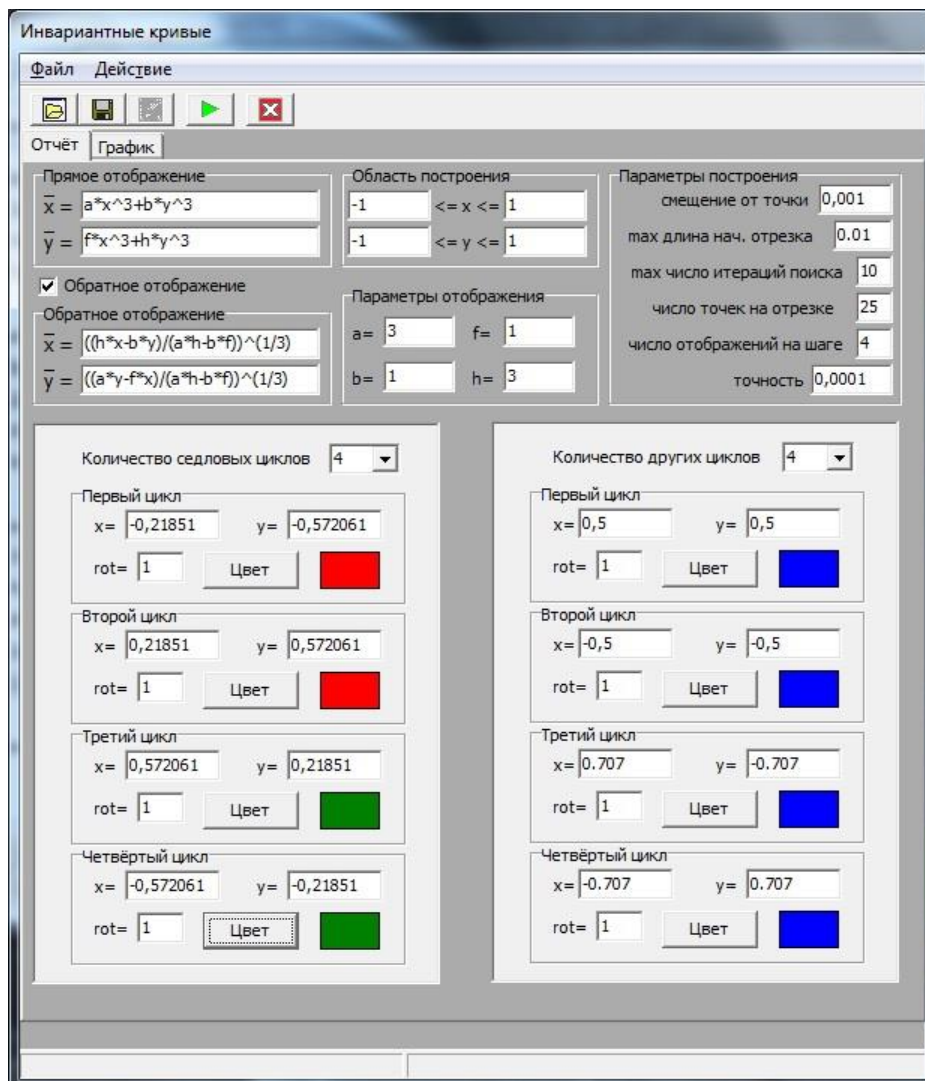 Инвариантные кривые
Файл Действие
Отчёт График
Прямое отображение
x̅ = a*x^3+b*y^3
y̅ = f*x^3+h*y^3
Обратное отображение
Обратное отображение
x̅ = ((h*x-b*y)/(a*h-b*f))^(1/3)
y̅ = ((a*y-f*x)/(a*h-b*f))^(1/3)
Область построения
-1 <= x <= 1
-1 <= y <= 1
Параметры отображения
a= 3 f= 1
b= 1 h= 3
Параметры построения
смещение от точки 0,001
max длина нач. отрезка 0.01
max число итераций поиска 10
число точек на отрезке 25
число отображений на шаге 4
точность 0,0001
Количество седловых циклов 4
Первый цикл
x= -0,21851 y= -0,572061
rot= 1 Цвет
Второй цикл
x= 0,21851 y= 0,572061
rot= 1 Цвет
Третий цикл
x= 0,572061 y= 0,21851
rot= 1 Цвет
Четвёртый цикл
x= -0,572061 y= -0,21851
rot= 1 Цвет
Количество других циклов 4
Первый цикл
x= 0,5 y= 0,5
rot= 1 Цвет
Второй цикл
x= -0,5 y= -0,5
rot= 1 Цвет
Третий цикл
x= 0.707 y= -0.707
rot= 1 Цвет
Четвёртый цикл
x= -0.707 y= 0.707
rot= 1 Цвет